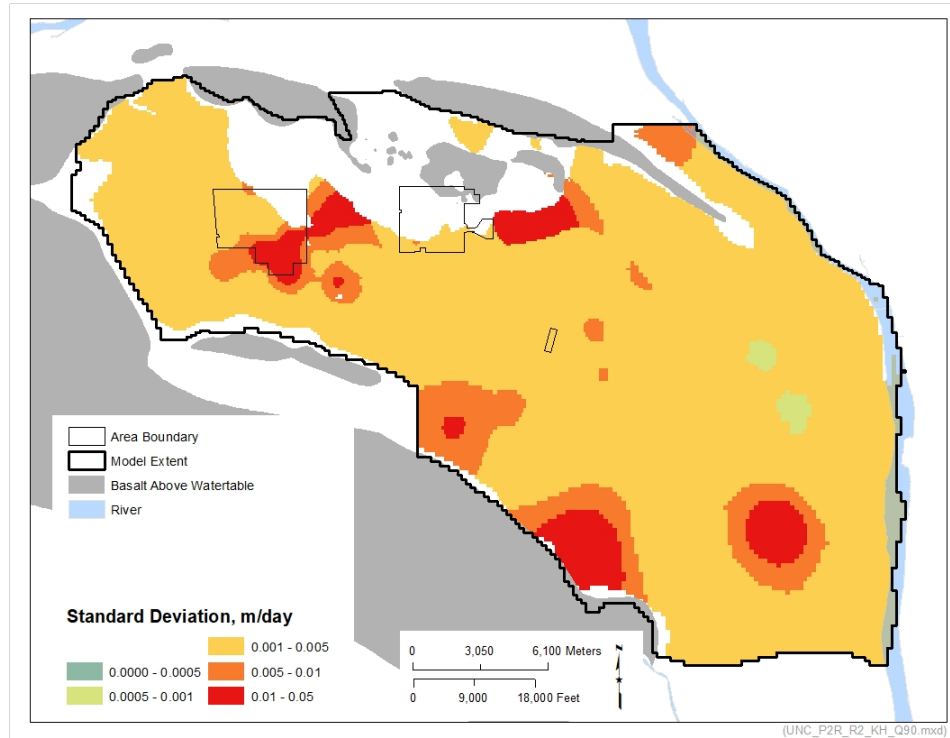 Area Boundary
Model Extent
Basalt Above Watertable
River
Standard Deviation, m/day
0.0000 - 0.0005
0.0005 - 0.001
0.001 - 0.005
0.005 - 0.01
0.01 - 0.05
0 3,050 6,100 Meters
0 9,000 18,000 Feet
N
(UNC_P2R_R2_KH_Q90.mxd)